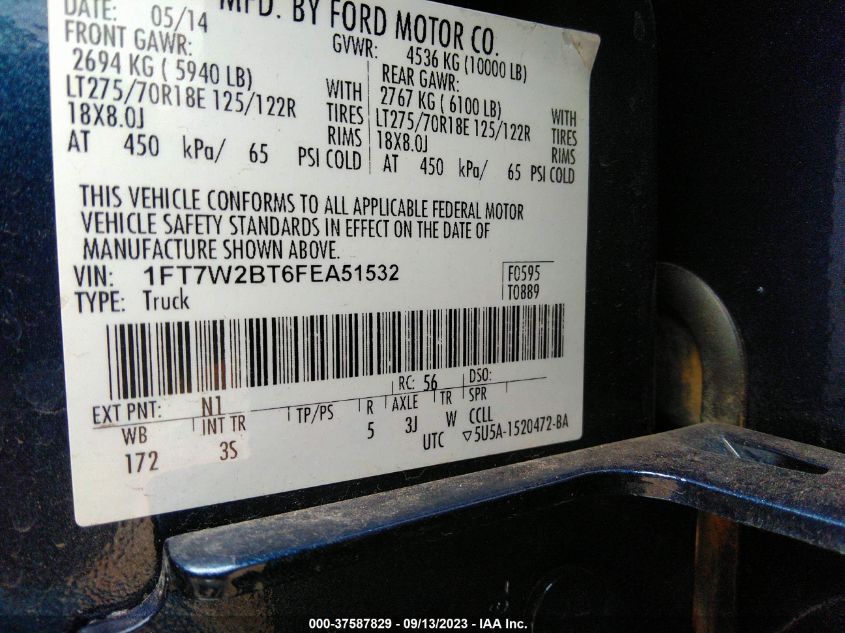 DATE: 05/14 MFD. BY FORD MOTOR CO.
FRONT GAWR: GVWR: 4536 KG (10000 LB)
2694 KG ( 5940 LB) REAR GAWR:
WITH 2767 KG ( 6100 LB) WITH
LT275/70R18E 125/122R TIRES LT275/70R18E 125/122R TIRES
18X8.0J RIMS 18X8.0J RIMS
AT 450 kPa/ 65 PSI COLD AT 450 kPa/ 65 PSI COLD
THIS VEHICLE CONFORMS TO ALL APPLICABLE FEDERAL MOTOR
VEHICLE SAFETY STANDARDS IN EFFECT ON THE DATE OF
MANUFACTURE SHOWN ABOVE.
VIN: 1FT7W2BT6FEA51532 F0595
TYPE: Truck T0889
EXT PNT: N1 RC: 56 DSO:
WB INT TR TP/PS R AXLE TR SPR
172 3S 5 3J W CCLL
UTC ▽5U5A-1520472-BA
000-37587829 - 09/13/2023 - IAA Inc.